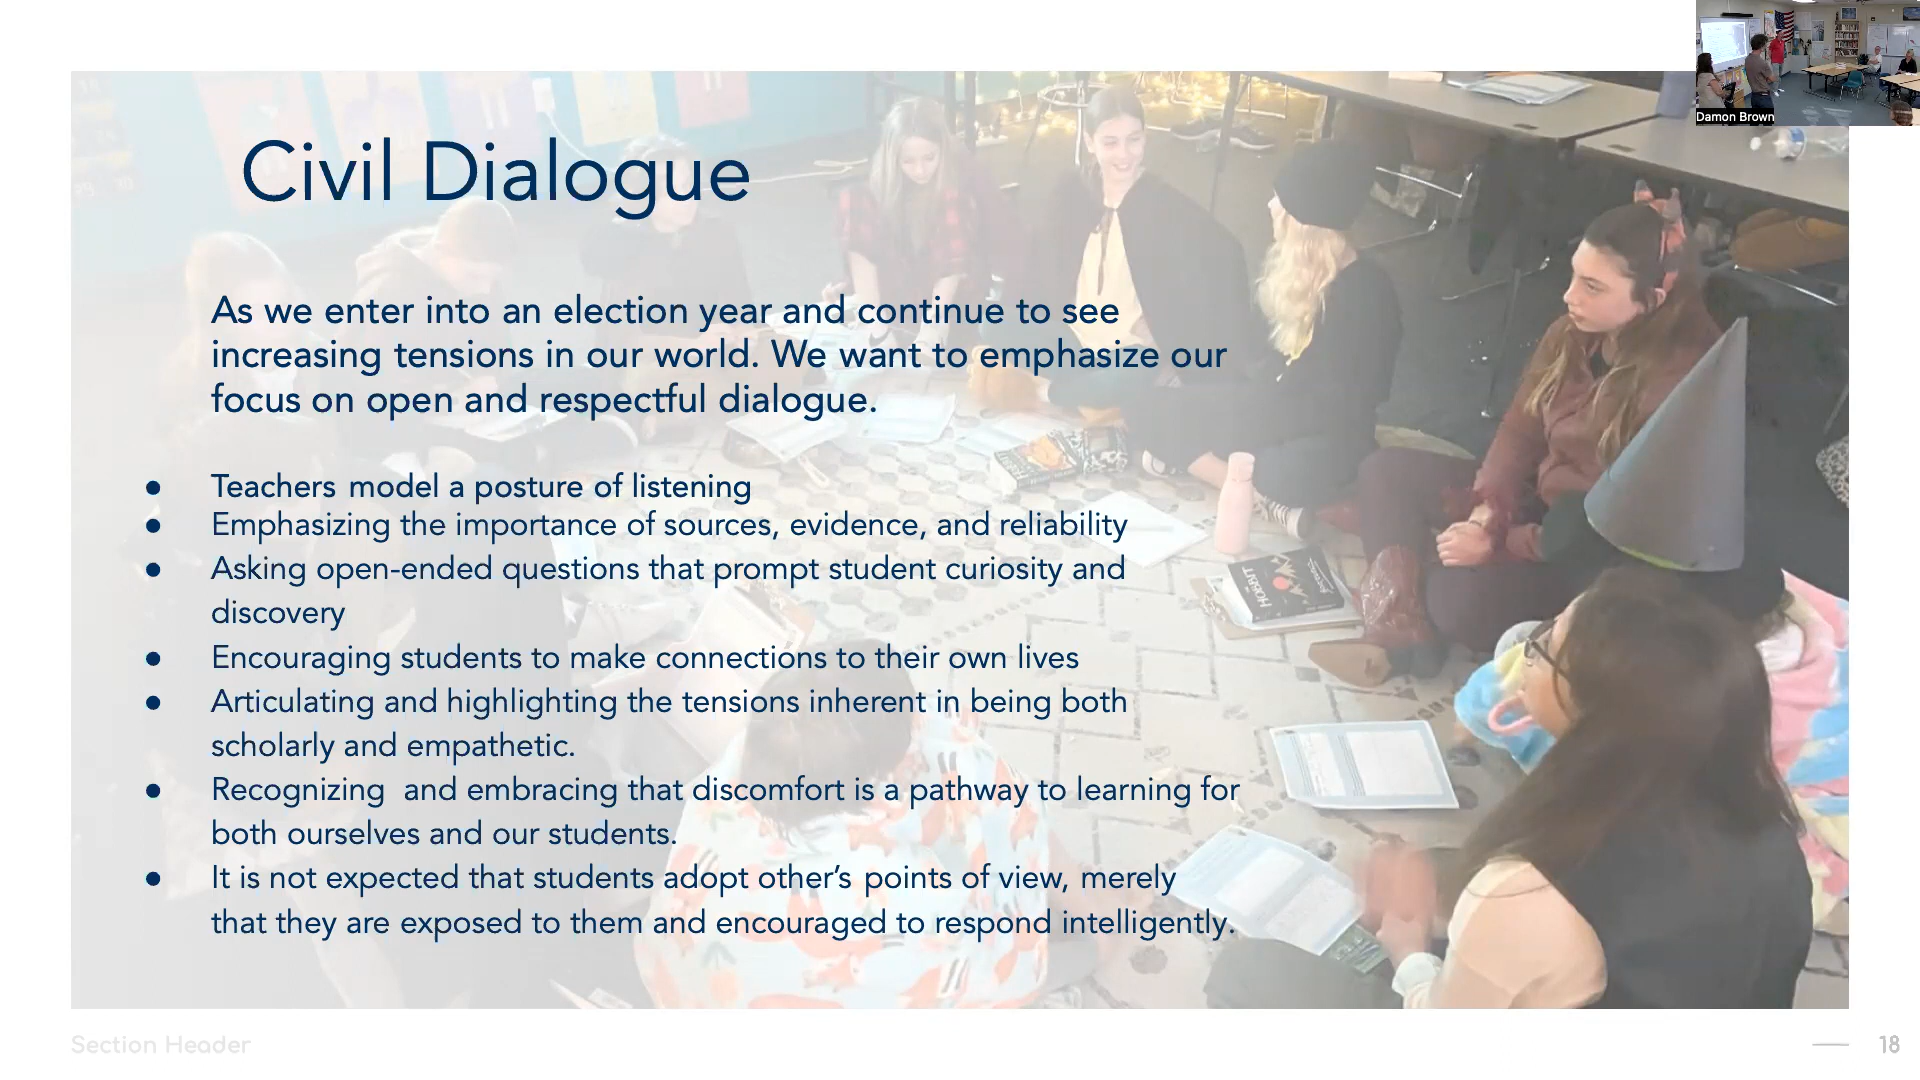 Damon Brown
Civil Dialogue
As we enter into an election year and continue to see
increasing tensions in our world. We want to emphasize our
focus on open and respectful dialogue.
● Teachers model a posture of listening
● Emphasizing the importance of sources, evidence, and reliability
● Asking open-ended questions that prompt student curiosity and
discovery
● Encouraging students to make connections to their own lives
● Articulating and highlighting the tensions inherent in being both
scholarly and empathetic.
● Recognizing and embracing that discomfort is a pathway to learning for
both ourselves and our students.
● It is not expected that students adopt other's points of view, merely
that they are exposed to them and encouraged to respond intelligently.
HOBBIT
Section Header
18